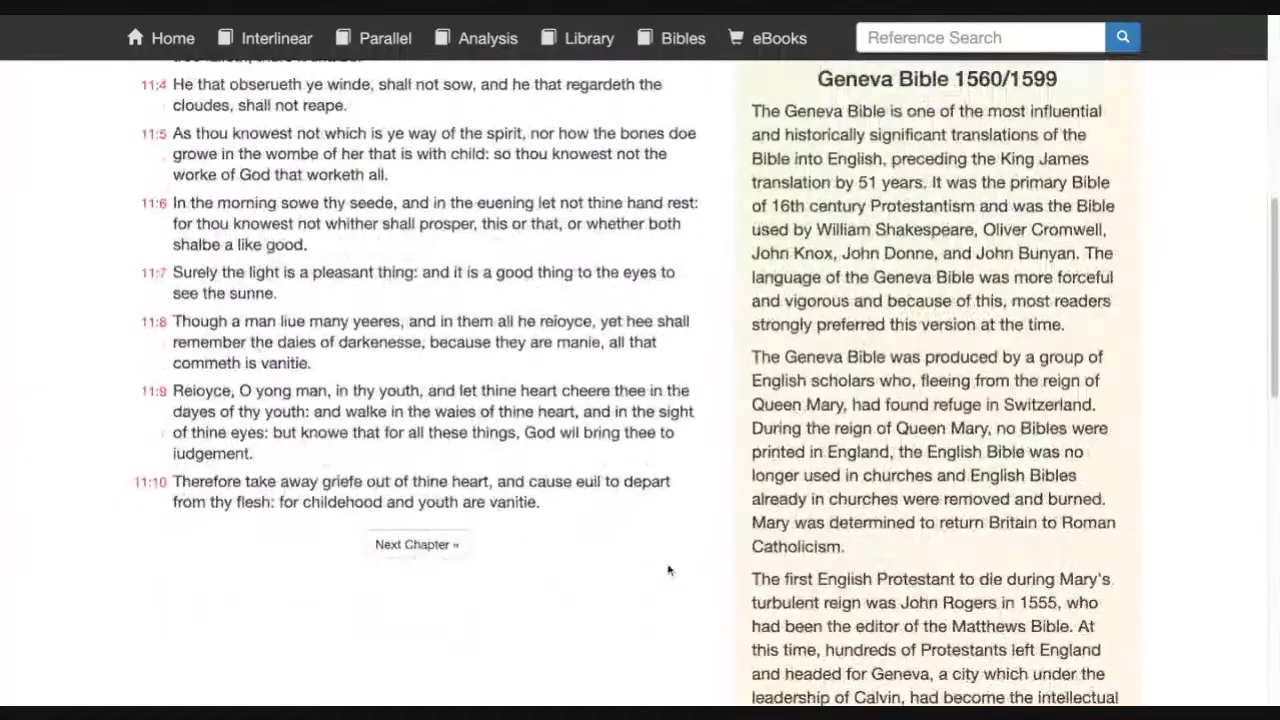 Home Interlinear Parallel Analysis Library Bibles eBooks Reference Search
11:4 He that obserueth ye winde, shall not sow, and he that regardeth the
cloudes, shall not reape.
11:5 As thou knowest not which is ye way of the spirit, nor how the bones doe
growe in the wombe of her that is with child: so thou knowest not the
worke of God that worketh all.
11:6 In the morning sowe thy seede, and in the euening let not thine hand rest:
for thou knowest not whither shall prosper, this or that, or whether both
shalbe a like good.
11:7 Surely the light is a pleasant thing: and it is a good thing to the eyes to
see the sunne.
11:8 Though a man liue many yeeres, and in them all he reioyce, yet hee shall
remember the daies of darkenesse, because they are manie, all that
commeth is vanitie.
11:9 Reioyce, O yong man, in thy youth, and let thine heart cheere thee in the
dayes of thy youth: and walke in the waies of thine heart, and in the sight
of thine eyes: but knowe that for all these things, God wil bring thee to
iudgement.
11:10 Therefore take away griefe out of thine heart, and cause euil to depart
from thy flesh: for childehood and youth are vanitie.
Next Chapter »
Geneva Bible 1560/1599
The Geneva Bible is one of the most influential
and historically significant translations of the
Bible into English, preceding the King James
translation by 51 years. It was the primary Bible
of 16th century Protestantism and was the Bible
used by William Shakespeare, Oliver Cromwell,
John Knox, John Donne, and John Bunyan. The
language of the Geneva Bible was more forceful
and vigorous and because of this, most readers
strongly preferred this version at the time.
The Geneva Bible was produced by a group of
English scholars who, fleeing from the reign of
Queen Mary, had found refuge in Switzerland.
During the reign of Queen Mary, no Bibles were
printed in England, the English Bible was no
longer used in churches and English Bibles
already in churches were removed and burned.
Mary was determined to return Britain to Roman
Catholicism.
The first English Protestant to die during Mary's
turbulent reign was John Rogers in 1555, who
had been the editor of the Matthews Bible. At
this time, hundreds of Protestants left England
and headed for Geneva, a city which under the
leadership of Calvin, had become the intellectual